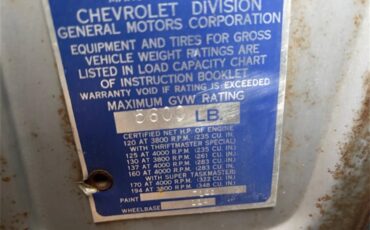 CHEVROLET DIVISION
GENERAL MOTORS CORPORATION
EQUIPMENT AND TIRES FOR GROSS
VEHICLE WEIGHT RATINGS ARE
LISTED IN LOAD CAPACITY CHART
OF INSTRUCTION BOOKLET
WARRANTY VOID IF RATING IS EXCEEDED
MAXIMUM GVW RATING
LB
CERTIFIED NET H.P. OF ENGINE
120 AT 3800 R.P.M. (235 CU. IN.
WITH THRIFTMASTER SPECIAL)
125 AT 4000 R.P.M. (235 CU. IN.
130 AT 3800 R.P.M. (261 CU. IN.
137 AT 4000 R.P.M. (283 CU. IN.
160 AT 4000 R.P.M. (283 CU. IN.
WITH SUPER TASKMASTER)
170 AT 4000 R.P.M. (322 CU. IN.
194 AT 3800 R.P.M. (348 CU. IN.
PAINT
WHEELBASE